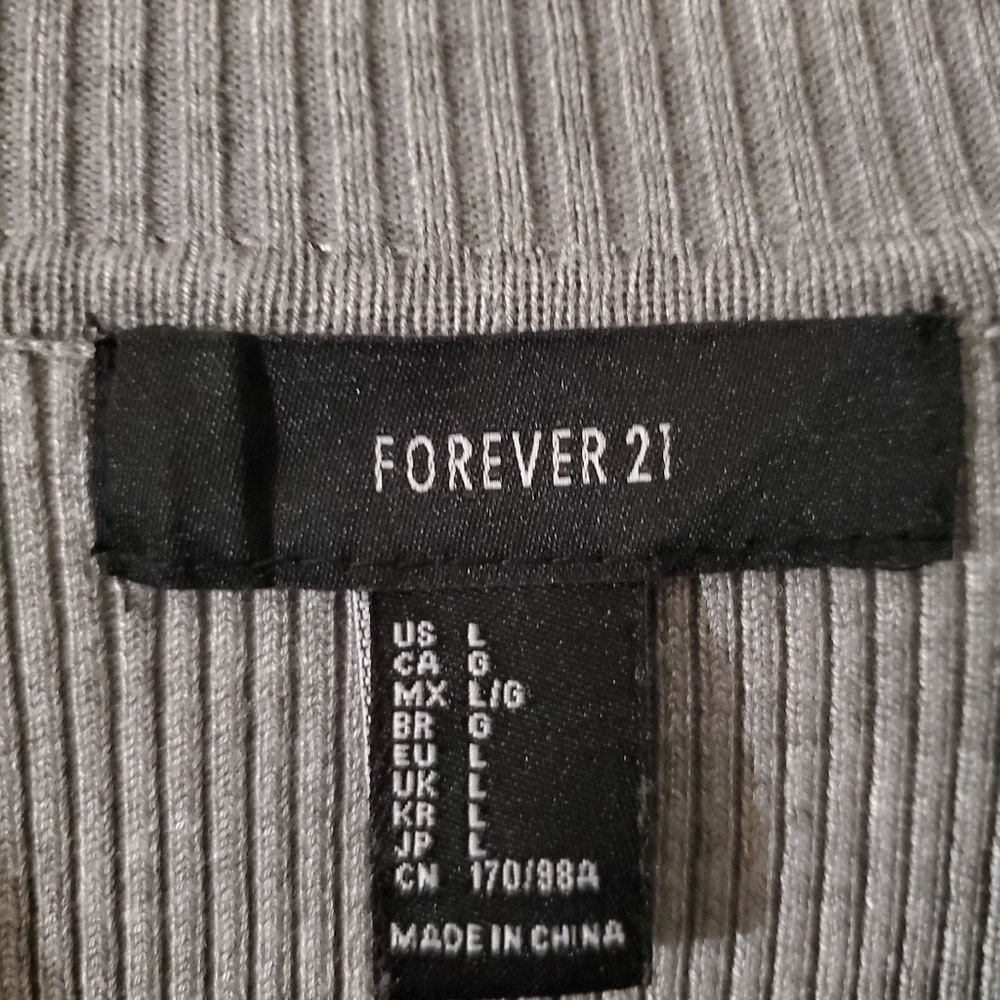 FOREVER 21
US L
CA G
MX L/G
BR G
EU L
UK L
KR L
JP L
CN 170/98A
MADE IN CHINA